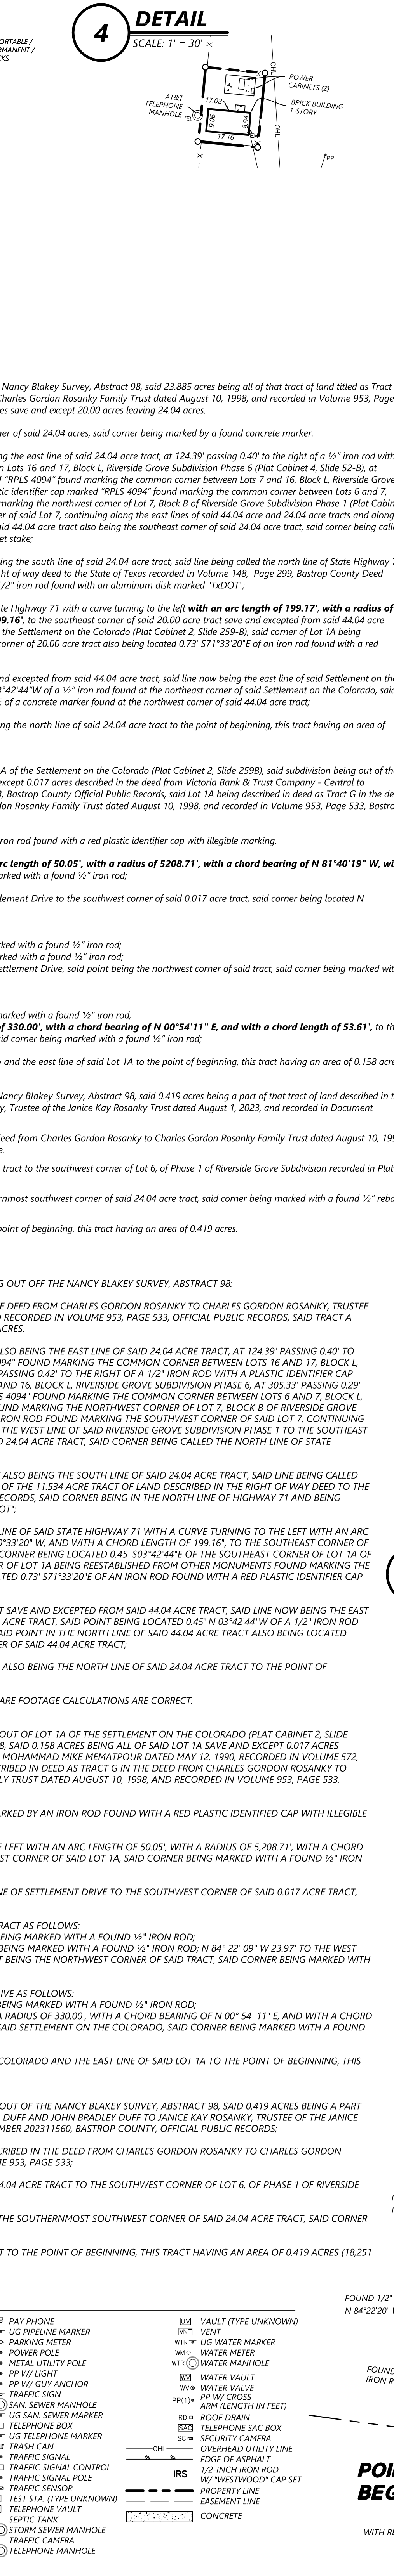 4
DETAIL
SCALE: 1' = 30'
ORTABLE /
RMANENT /
CKS
X
OHL
POWER
CABINETS (2)
AT&T
TELEPHONE
MANHOLE
TEL
17.02'
BRICK BUILDING
1-STORY
9.06'
8.94'
17.16'
OHL
X
X
PP
Nancy Blakey Survey, Abstract 98, said 23.885 acres being all of that tract of land titled as Tract
Charles Gordon Rosanky Family Trust dated August 10, 1998, and recorded in Volume 953, Page
es save and except 20.00 acres leaving 24.04 acres.
ner of said 24.04 acres, said corner being marked by a found concrete marker.
ng the east line of said 24.04 acre tract, at 124.39' passing 0.40' to the right of a ½" iron rod with
n Lots 16 and 17, Block L, Riverside Grove Subdivision Phase 6 (Plat Cabinet 4, Slide 52-B), at
d "RPLS 4094" found marking the common corner between Lots 7 and 16, Block L, Riverside Grove
tic identifier cap marked "RPLS 4094" found marking the common corner between Lots 6 and 7,
marking the northwest corner of Lot 7, Block B of Riverside Grove Subdivision Phase 1 (Plat Cabin
er of said Lot 7, continuing along the east lines of said 44.04 acre and 24.04 acre tracts and along
aid 44.04 acre tract also being the southeast corner of said 24.04 acre tract, said corner being calle
et stake;
ing the south line of said 24.04 acre tract, said line being called the north line of State Highway 7
ght of way deed to the State of Texas recorded in Volume 148, Page 299, Bastrop County Deed
1/2" iron rod found with an aluminum disk marked "TxDOT";
te Highway 71 with a curve turning to the left with an arc length of 199.17', with a radius of
99.16', to the southeast corner of said 20.00 acre tract save and excepted from said 44.04 acre
f the Settlement on the Colorado (Plat Cabinet 2, Slide 259-B), said corner of Lot 1A being
corner of 20.00 acre tract also being located 0.73' S71°33'20"E of an iron rod found with a red
nd excepted from said 44.04 acre tract, said line now being the east line of said Settlement on the
3°42'44"W of a ½" iron rod found at the northeast corner of said Settlement on the Colorado, said
E of a concrete marker found at the northwest corner of said 44.04 acre tract;
ng the north line of said 24.04 acre tract to the point of beginning, this tract having an area of
A of the Settlement on the Colorado (Plat Cabinet 2, Slide 259B), said subdivision being out of the
except 0.017 acres described in the deed from Victoria Bank & Trust Company - Central to
, Bastrop County Official Public Records, said Lot 1A being described in deed as Tract G in the dee
don Rosanky Family Trust dated August 10, 1998, and recorded in Volume 953, Page 533, Bastro
iron rod found with a red plastic identifier cap with illegible marking.
rc length of 50.05', with a radius of 5208.71', with a chord bearing of N 81°40'19" W, wi
arked with a found ½" iron rod;
lement Drive to the southwest corner of said 0.017 acre tract, said corner being located N
rked with a found ½" iron rod;
rked with a found ½" iron rod;
ettlement Drive, said point being the northwest corner of said tract, said corner being marked wit
marked with a found ½" iron rod;
of 330.00', with a chord bearing of N 00°54'11" E, and with a chord length of 53.61', to th
aid corner being marked with a found ½" iron rod;
o and the east line of said Lot 1A to the point of beginning, this tract having an area of 0.158 acre
Nancy Blakey Survey, Abstract 98, said 0.419 acres being a part of that tract of land described in t
y, Trustee of the Janice Kay Rosanky Trust dated August 1, 2023, and recorded in Document
deed from Charles Gordon Rosanky to Charles Gordon Rosanky Family Trust dated August 10, 199
e.
tract to the southwest corner of Lot 6, of Phase 1 of Riverside Grove Subdivision recorded in Plat
rnmost southwest corner of said 24.04 acre tract, said corner being marked with a found ½" reba
point of beginning, this tract having an area of 0.419 acres.
G OUT OFF THE NANCY BLAKEY SURVEY, ABSTRACT 98:
E DEED FROM CHARLES GORDON ROSANKY TO CHARLES GORDON ROSANKY, TRUSTEE
D RECORDED IN VOLUME 953, PAGE 533, OFFICIAL PUBLIC RECORDS, SAID TRACT A
ACRES.
ALSO BEING THE EAST LINE OF SAID 24.04 ACRE TRACT, AT 124.39' PASSING 0.40' TO
094" FOUND MARKING THE COMMON CORNER BETWEEN LOTS 16 AND 17, BLOCK L,
PASSING 0.42' TO THE RIGHT OF A 1/2" IRON ROD WITH A PLASTIC IDENTIFIER CAP
AND 16, BLOCK L, RIVERSIDE GROVE SUBDIVISION PHASE 6, AT 305.33' PASSING 0.29'
S 4094" FOUND MARKING THE COMMON CORNER BETWEEN LOTS 6 AND 7, BLOCK L,
UND MARKING THE NORTHWEST CORNER OF LOT 7, BLOCK B OF RIVERSIDE GROVE
IRON ROD FOUND MARKING THE SOUTHWEST CORNER OF SAID LOT 7, CONTINUING
THE WEST LINE OF SAID RIVERSIDE GROVE SUBDIVISION PHASE 1 TO THE SOUTHEAST
D 24.04 ACRE TRACT, SAID CORNER BEING CALLED THE NORTH LINE OF STATE
ALSO BEING THE SOUTH LINE OF SAID 24.04 ACRE TRACT, SAID LINE BEING CALLED
OF THE 11.534 ACRE TRACT OF LAND DESCRIBED IN THE RIGHT OF WAY DEED TO THE
ECORDS, SAID CORNER BEING IN THE NORTH LINE OF HIGHWAY 71 AND BEING
OT";
LINE OF SAID STATE HIGHWAY 71 WITH A CURVE TURNING TO THE LEFT WITH AN ARC
0°33'20" W, AND WITH A CHORD LENGTH OF 199.16", TO THE SOUTHEAST CORNER OF
CORNER BEING LOCATED 0.45' S03°42'44"E OF THE SOUTHEAST CORNER OF LOT 1A OF
R OF LOT 1A BEING REESTABLISHED FROM OTHER MONUMENTS FOUND MARKING THE
TED 0.73' S71°33'20"E OF AN IRON ROD FOUND WITH A RED PLASTIC IDENTIFIER CAP
T SAVE AND EXCEPTED FROM SAID 44.04 ACRE TRACT, SAID LINE NOW BEING THE EAST
ACRE TRACT, SAID POINT BEING LOCATED 0.45' N 03°42'44"W OF A 1/2" IRON ROD
AID POINT IN THE NORTH LINE OF SAID 44.04 ACRE TRACT ALSO BEING LOCATED
ER OF SAID 44.04 ACRE TRACT;
ALSO BEING THE NORTH LINE OF SAID 24.04 ACRE TRACT TO THE POINT OF
ARE FOOTAGE CALCULATIONS ARE CORRECT.
OUT OF LOT 1A OF THE SETTLEMENT ON THE COLORADO (PLAT CABINET 2, SLIDE
8, SAID 0.158 ACRES BEING ALL OF SAID LOT 1A SAVE AND EXCEPT 0.017 ACRES
MOHAMMAD MIKE MEMATPOUR DATED MAY 12, 1990, RECORDED IN VOLUME 572,
RIBED IN DEED AS TRACT G IN THE DEED FROM CHARLES GORDON ROSANKY TO
LY TRUST DATED AUGUST 10, 1998, AND RECORDED IN VOLUME 953, PAGE 533,
ARKED BY AN IRON ROD FOUND WITH A RED PLASTIC IDENTIFIED CAP WITH ILLEGIBLE
E LEFT WITH AN ARC LENGTH OF 50.05', WITH A RADIUS OF 5,208.71', WITH A CHORD
ST CORNER OF SAID LOT 1A, SAID CORNER BEING MARKED WITH A FOUND ½" IRON
NE OF SETTLEMENT DRIVE TO THE SOUTHWEST CORNER OF SAID 0.017 ACRE TRACT,
RACT AS FOLLOWS:
BEING MARKED WITH A FOUND ½" IRON ROD;
BEING MARKED WITH A FOUND ½" IRON ROD; N 84° 22' 09" W 23.97' TO THE WEST
T BEING THE NORTHWEST CORNER OF SAID TRACT, SAID CORNER BEING MARKED WITH
IVE AS FOLLOWS:
BEING MARKED WITH A FOUND ½" IRON ROD;
A RADIUS OF 330.00', WITH A CHORD BEARING OF N 00° 54' 11" E, AND WITH A CHORD
SAID SETTLEMENT ON THE COLORADO, SAID CORNER BEING MARKED WITH A FOUND
COLORADO AND THE EAST LINE OF SAID LOT 1A TO THE POINT OF BEGINNING, THIS
OUT OF THE NANCY BLAKEY SURVEY, ABSTRACT 98, SAID 0.419 ACRES BEING A PART
DUFF AND JOHN BRADLEY DUFF TO JANICE KAY ROSANKY, TRUSTEE OF THE JANICE
MBER 202311560, BASTROP COUNTY, OFFICIAL PUBLIC RECORDS;
CRIBED IN THE DEED FROM CHARLES GORDON ROSANKY TO CHARLES GORDON
ME 953, PAGE 533;
4.04 ACRE TRACT TO THE SOUTHWEST CORNER OF LOT 6, OF PHASE 1 OF RIVERSIDE
THE SOUTHERNMOST SOUTHWEST CORNER OF SAID 24.04 ACRE TRACT, SAID CORNER
T TO THE POINT OF BEGINNING, THIS TRACT HAVING AN AREA OF 0.419 ACRES (18,251
FOUND 1/2"
N 84°22'20"
PAY PHONE
UG PIPELINE MARKER
PARKING METER
POWER POLE
METAL UTILITY POLE
PP W/ LIGHT
PP W/ GUY ANCHOR
TRAFFIC SIGN
SAN. SEWER MANHOLE
UG SAN. SEWER MARKER
TELEPHONE BOX
UG TELEPHONE MARKER
TRASH CAN
TRAFFIC SIGNAL
TRAFFIC SIGNAL CONTROL
TRAFFIC SIGNAL POLE
TRAFFIC SENSOR
TEST STA. (TYPE UNKNOWN)
TELEPHONE VAULT
SEPTIC TANK
STORM SEWER MANHOLE
TRAFFIC CAMERA
TELEPHONE MANHOLE
UV VAULT (TYPE UNKNOWN)
VNT VENT
WTR UG WATER MARKER
WM WATER METER
WTR WATER MANHOLE
WV WATER VAULT
WV WATER VALVE
PP(1) PP W/ CROSS
ARM (LENGTH IN FEET)
RD ROOF DRAIN
SAC TELEPHONE SAC BOX
SC SECURITY CAMERA
OHL OVERHEAD UTILITY LINE
EDGE OF ASPHALT
IRS 1/2-INCH IRON ROD
W/ "WESTWOOD" CAP SET
PROPERTY LINE
EASEMENT LINE
CONCRETE
FOUND
IRON R
POI
BEG
WITH RE